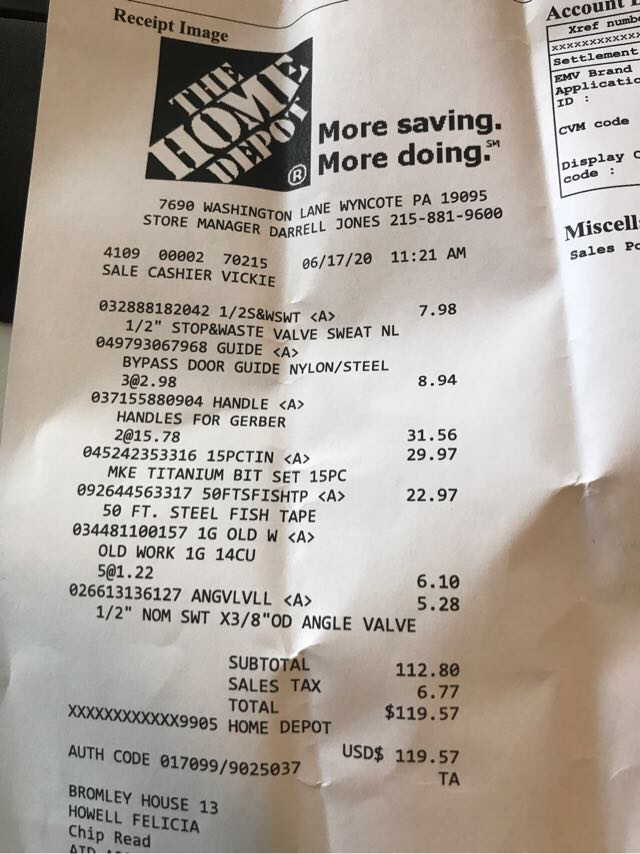 Receipt Image
THE
HOME
DEPOT
®
More saving.
More doing.℠
7690 WASHINGTON LANE WYNCOTE PA 19095
STORE MANAGER DARRELL JONES 215-881-9600
4109 00002 70215 06/17/20 11:21 AM
SALE CASHIER VICKIE
032888182042 1/2S&WSWT <A> 7.98
1/2" STOP&WASTE VALVE SWEAT NL
049793067968 GUIDE <A>
BYPASS DOOR GUIDE NYLON/STEEL
3@2.98 8.94
037155880904 HANDLE <A>
HANDLES FOR GERBER
2@15.78 31.56
045242353316 15PCTIN <A> 29.97
MKE TITANIUM BIT SET 15PC
092644563317 50FTSFISHTP <A> 22.97
50 FT. STEEL FISH TAPE
034481100157 1G OLD W <A>
OLD WORK 1G 14CU
5@1.22 6.10
026613136127 ANGVLVLL <A> 5.28
1/2" NOM SWT X3/8"OD ANGLE VALVE
SUBTOTAL 112.80
SALES TAX 6.77
TOTAL $119.57
XXXXXXXXXXXX9905 HOME DEPOT
USD$ 119.57
AUTH CODE 017099/9025037 TA
BROMLEY HOUSE 13
HOWELL FELICIA
Chip Read
Account
Xref
xxxxxxxxxxxx
Settlement
EMV Brand
ID :
CVM code
Display
code :
Sales